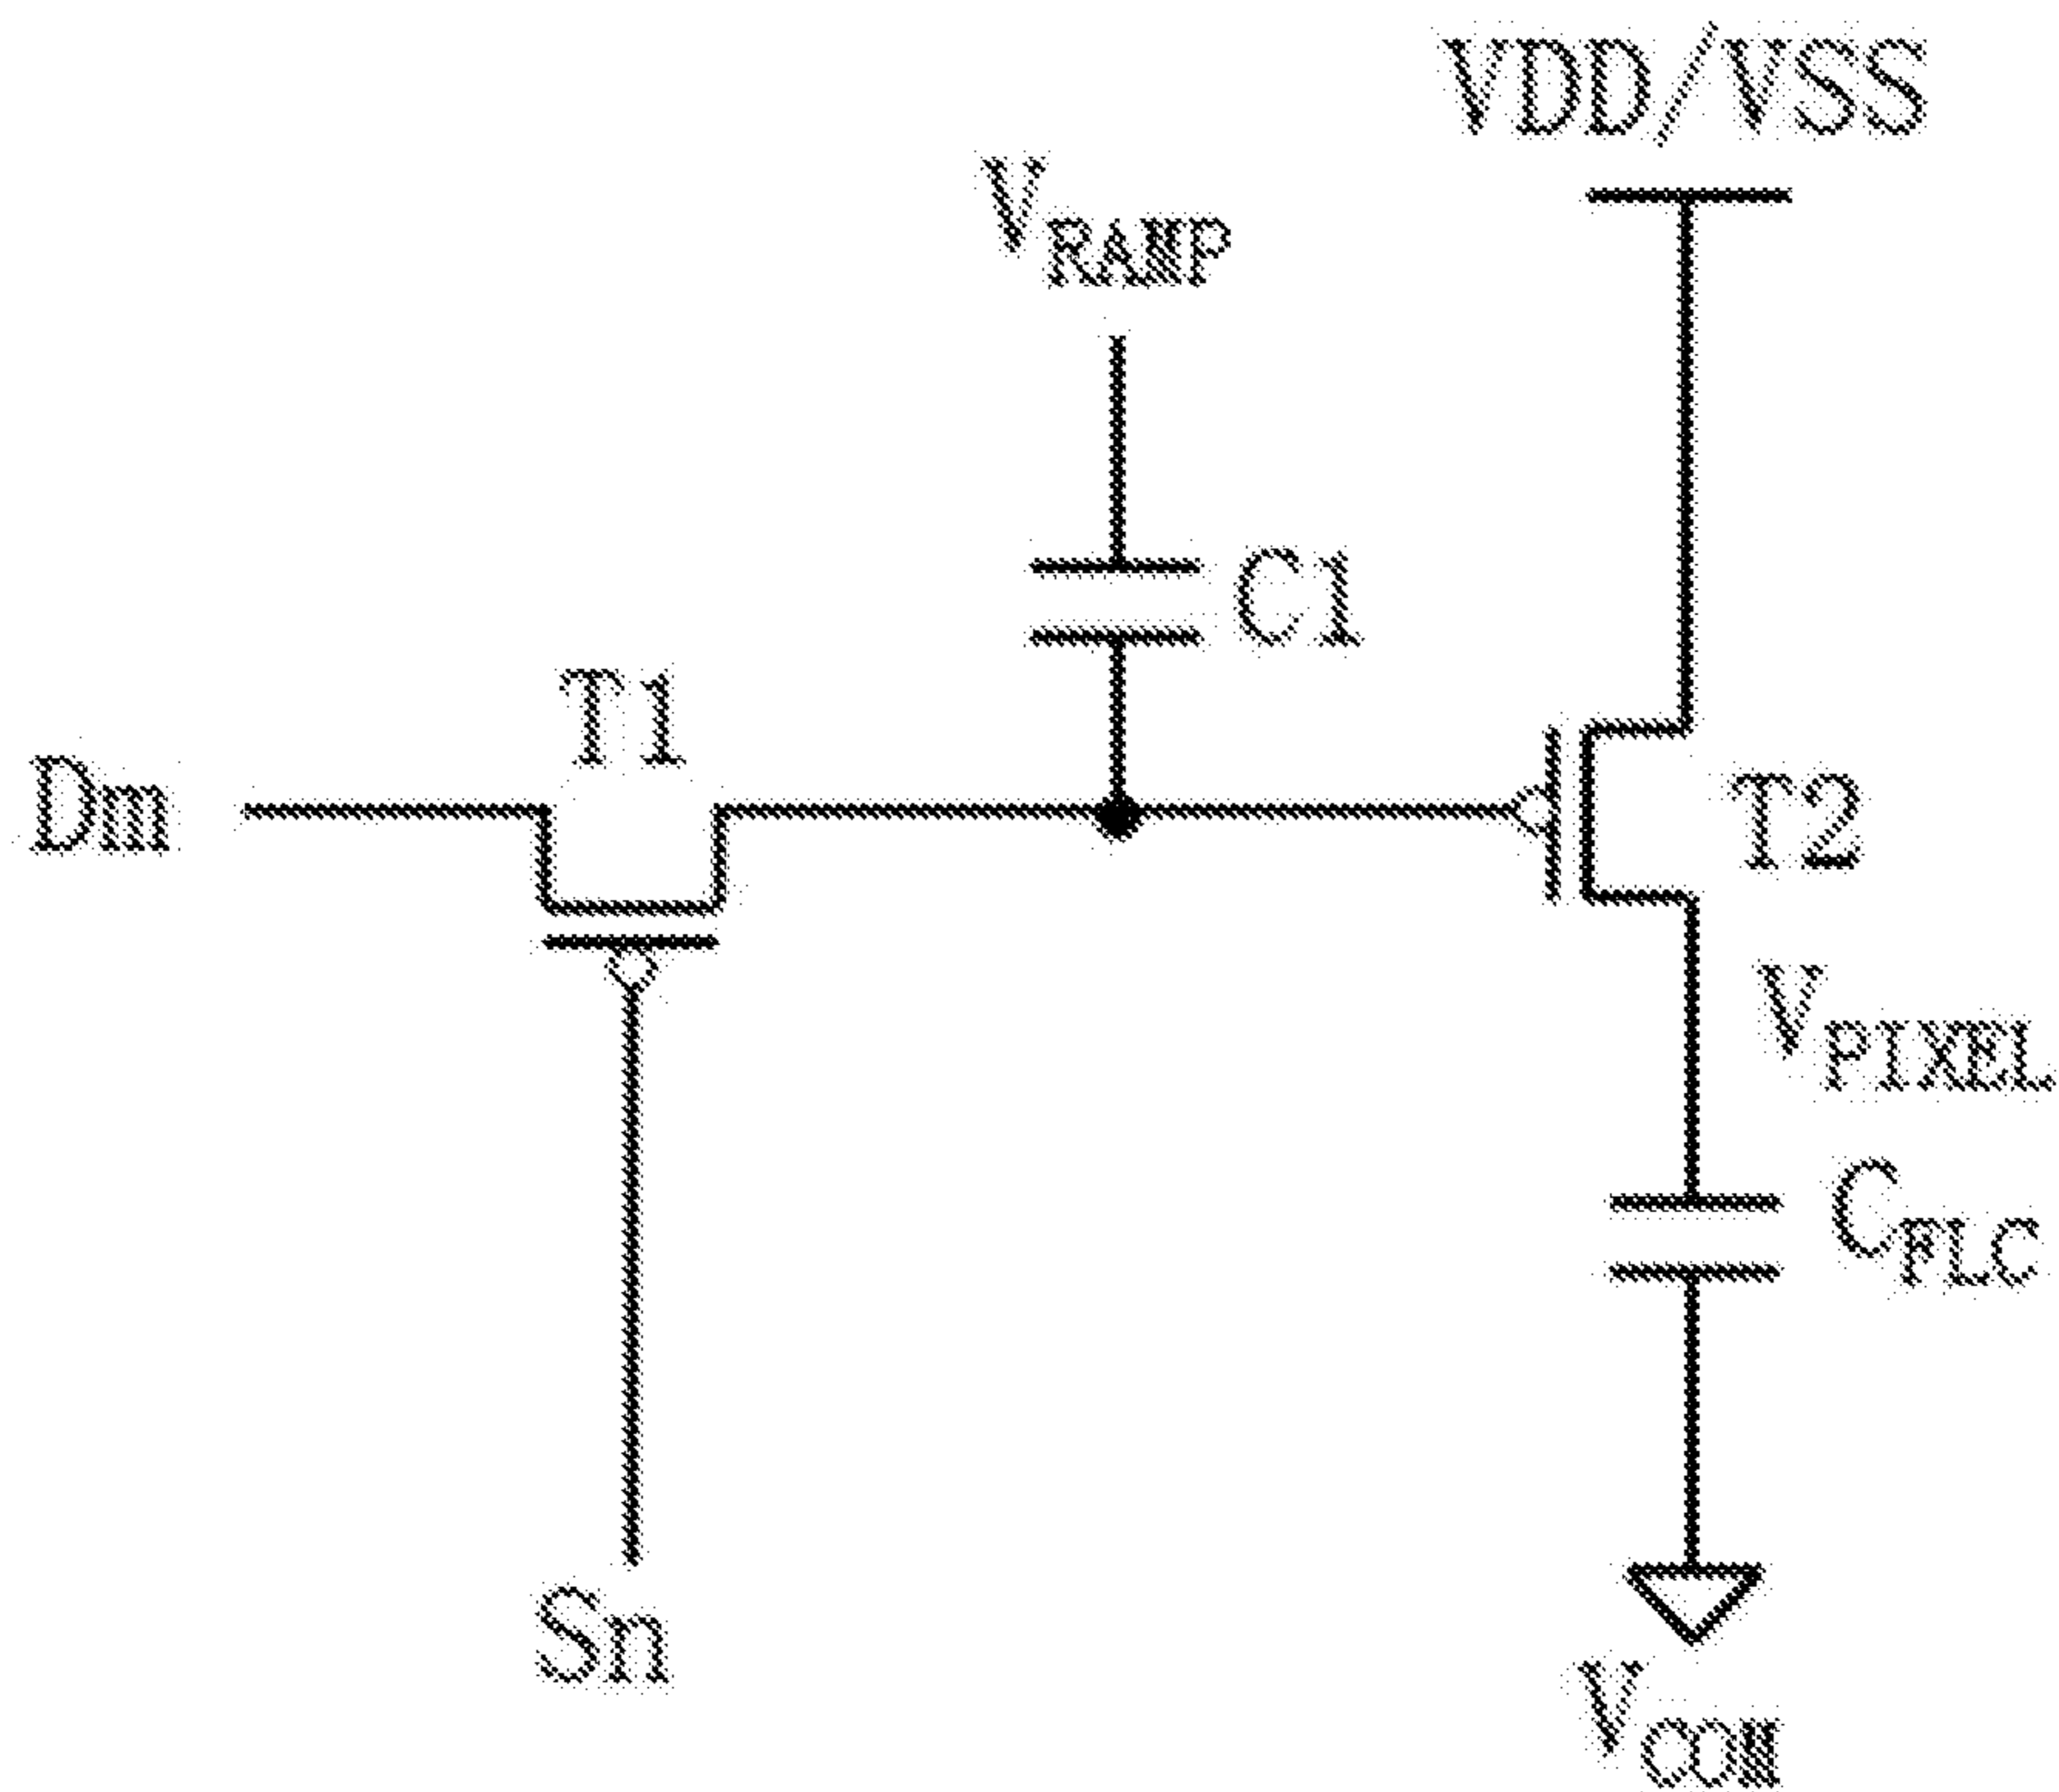 VDD/VSS
VRAMP
C1
T1
Dm
T2
VPIXEL
CFLC
Sn
VCOM